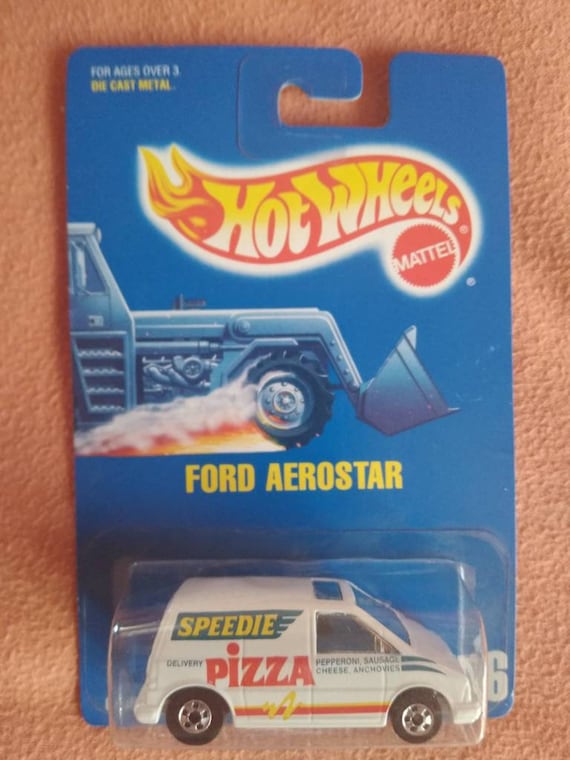 FOR AGES OVER 3
DIE CAST METAL.
HOT WHEELS®
MATTEL
®
FORD AEROSTAR
SPEEDIE
DELIVERY PiZZA PEPPERONI, SAUSAGE
CHEESE, ANCHOVIES
6